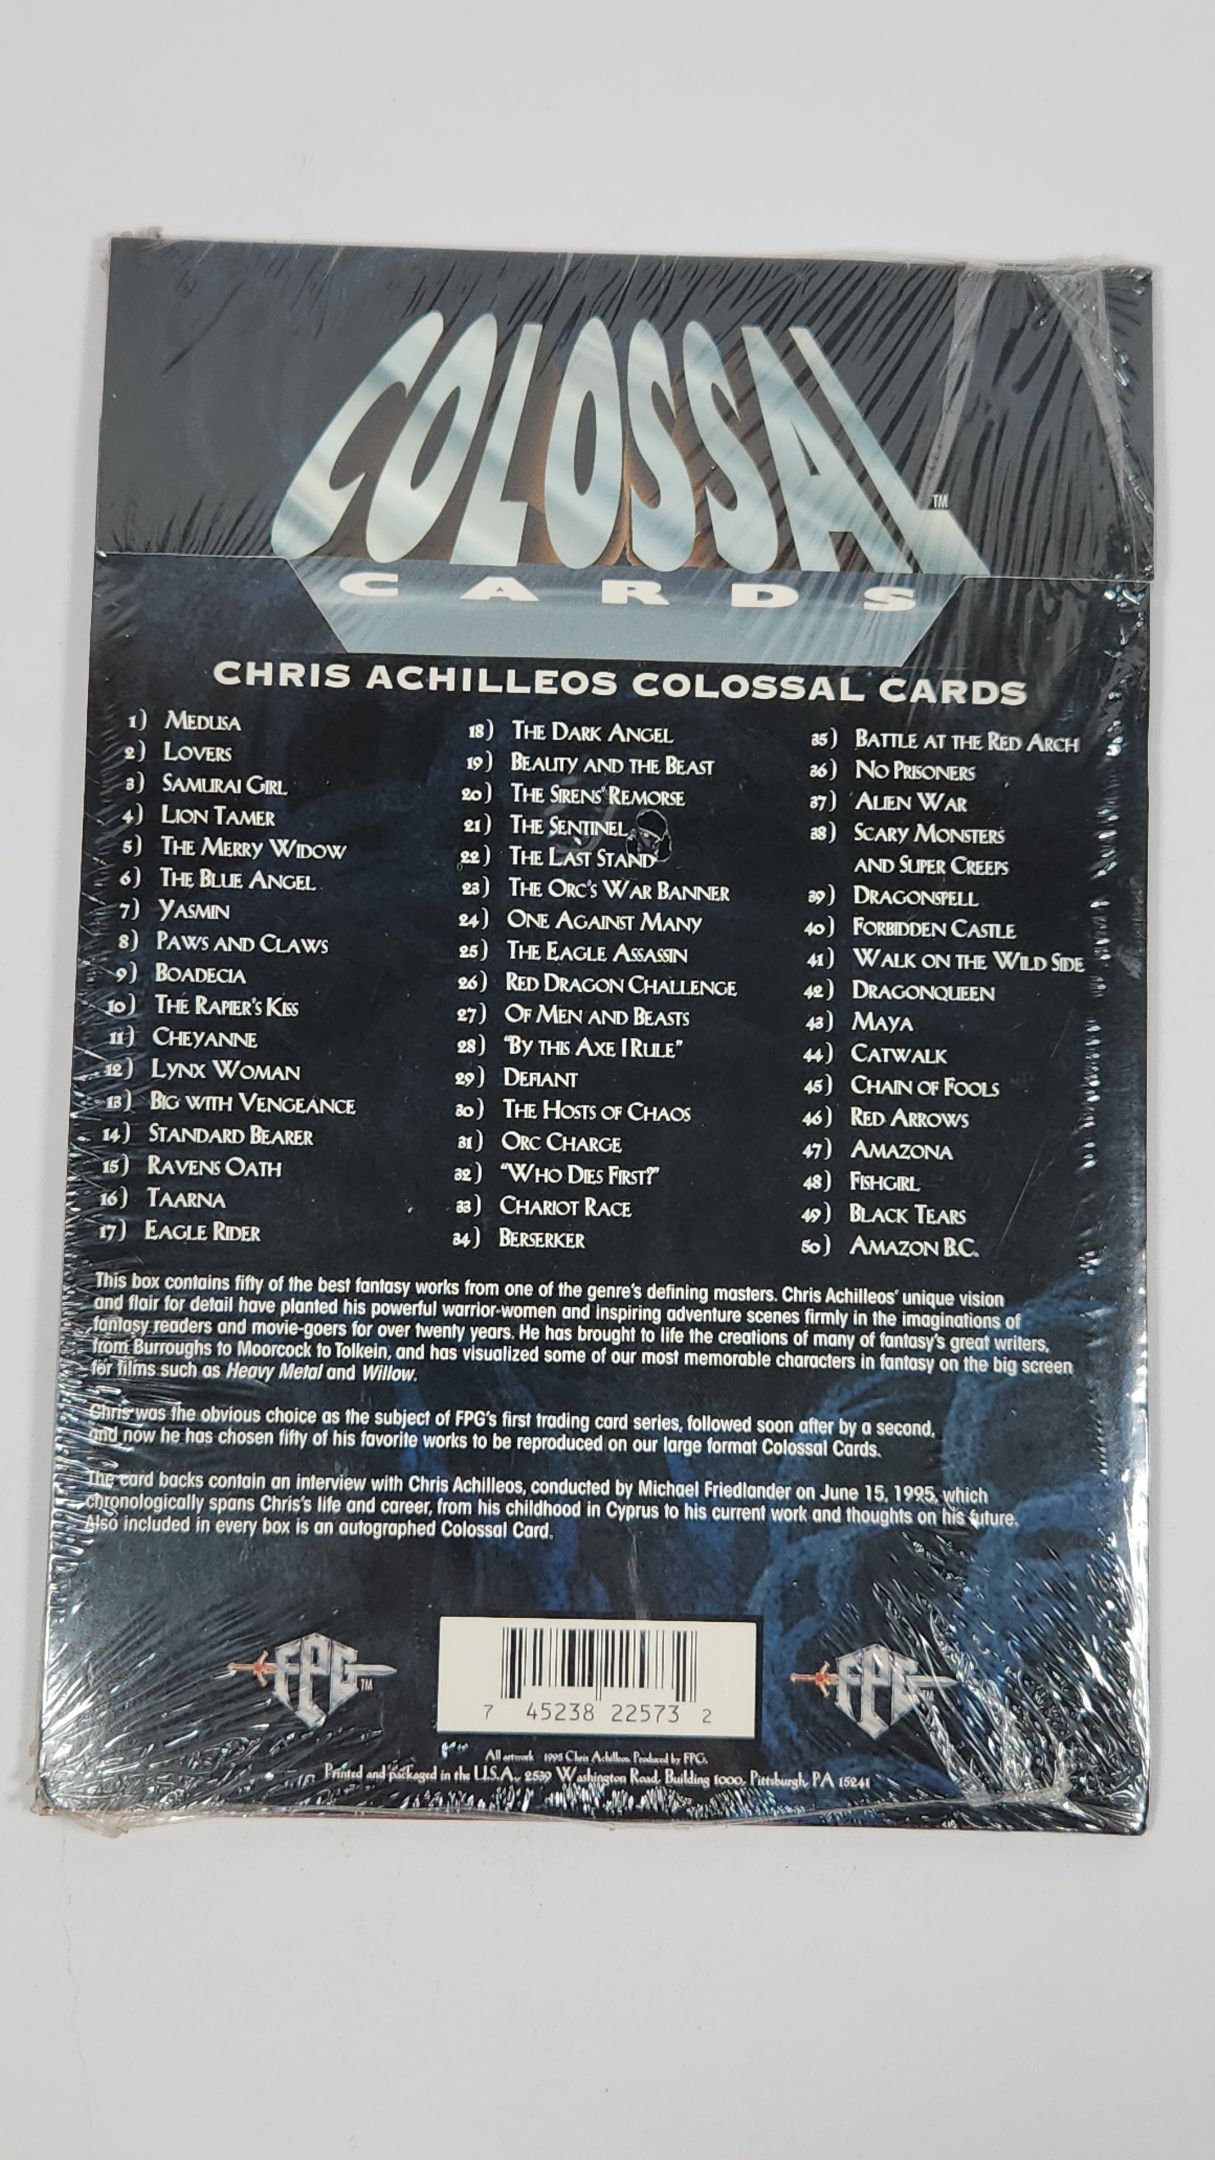 COLOSSAL™
CARDS
CHRIS ACHILLEOS COLOSSAL CARDS
1) MEDUSA
2) LOVERS
3) SAMURAI GIRL
4) LION TAMER
5) THE MERRY WIDOW
6) THE BLUE ANGEL
7) YASMIN
8) PAWS AND CLAWS
9) BOADECIA
10) THE RAPIER'S KISS
11) CHEYANNE
12) LYNX WOMAN
13) BIG WITH VENGEANCE
14) STANDARD BEARER
15) RAVENS OATH
16) TAARNA
17) EAGLE RIDER
18) THE DARK ANGEL
19) BEAUTY AND THE BEAST
20) THE SIRENS' REMORSE
21) THE SENTINEL
22) THE LAST STAND
23) THE ORC'S WAR BANNER
24) ONE AGAINST MANY
25) THE EAGLE ASSASSIN
26) RED DRAGON CHALLENGE
27) OF MEN AND BEASTS
28) "BY THIS AXE I RULE"
29) DEFIANT
30) THE HOSTS OF CHAOS
31) ORC CHARGE
32) "WHO DIES FIRST?"
33) CHARIOT RACE
34) BERSERKER
35) BATTLE AT THE RED ARCH
36) NO PRISONERS
37) ALIEN WAR
38) SCARY MONSTERS
AND SUPER CREEPS
39) DRAGONSPELL
40) FORBIDDEN CASTLE
41) WALK ON THE WILD SIDE
42) DRAGONQUEEN
43) MAYA
44) CATWALK
45) CHAIN OF FOOLS
46) RED ARROWS
47) AMAZONA
48) FISHGIRL
49) BLACK TEARS
50) AMAZON B.C.
This box contains fifty of the best fantasy works from one of the genre's defining masters. Chris Achilleos' unique vision
and flair for detail have planted his powerful warrior-women and inspiring adventure scenes firmly in the imaginations of
fantasy readers and movie-goers for over twenty years. He has brought to life the creations of many of fantasy's great writers,
from Burroughs to Moorcock to Tolkein, and has visualized some of our most memorable characters in fantasy on the big screen
for films such as Heavy Metal and Willow.
Chris was the obvious choice as the subject of FPG's first trading card series, followed soon after by a second,
and now he has chosen fifty of his favorite works to be reproduced on our large format Colossal Cards.
The card backs contain an interview with Chris Achilleos, conducted by Michael Friedlander on June 15, 1995, which
chronologically spans Chris's life and career, from his childhood in Cyprus to his current work and thoughts on his future.
Also included in every box is an autographed Colossal Card.
FPG™
7 45238 22573 2
FPG™
All artwork 1995 Chris Achilleos. Produced by FPG.
Printed and packaged in the U.S.A. 2539 Washington Road, Building 1000, Pittsburgh, PA 15241